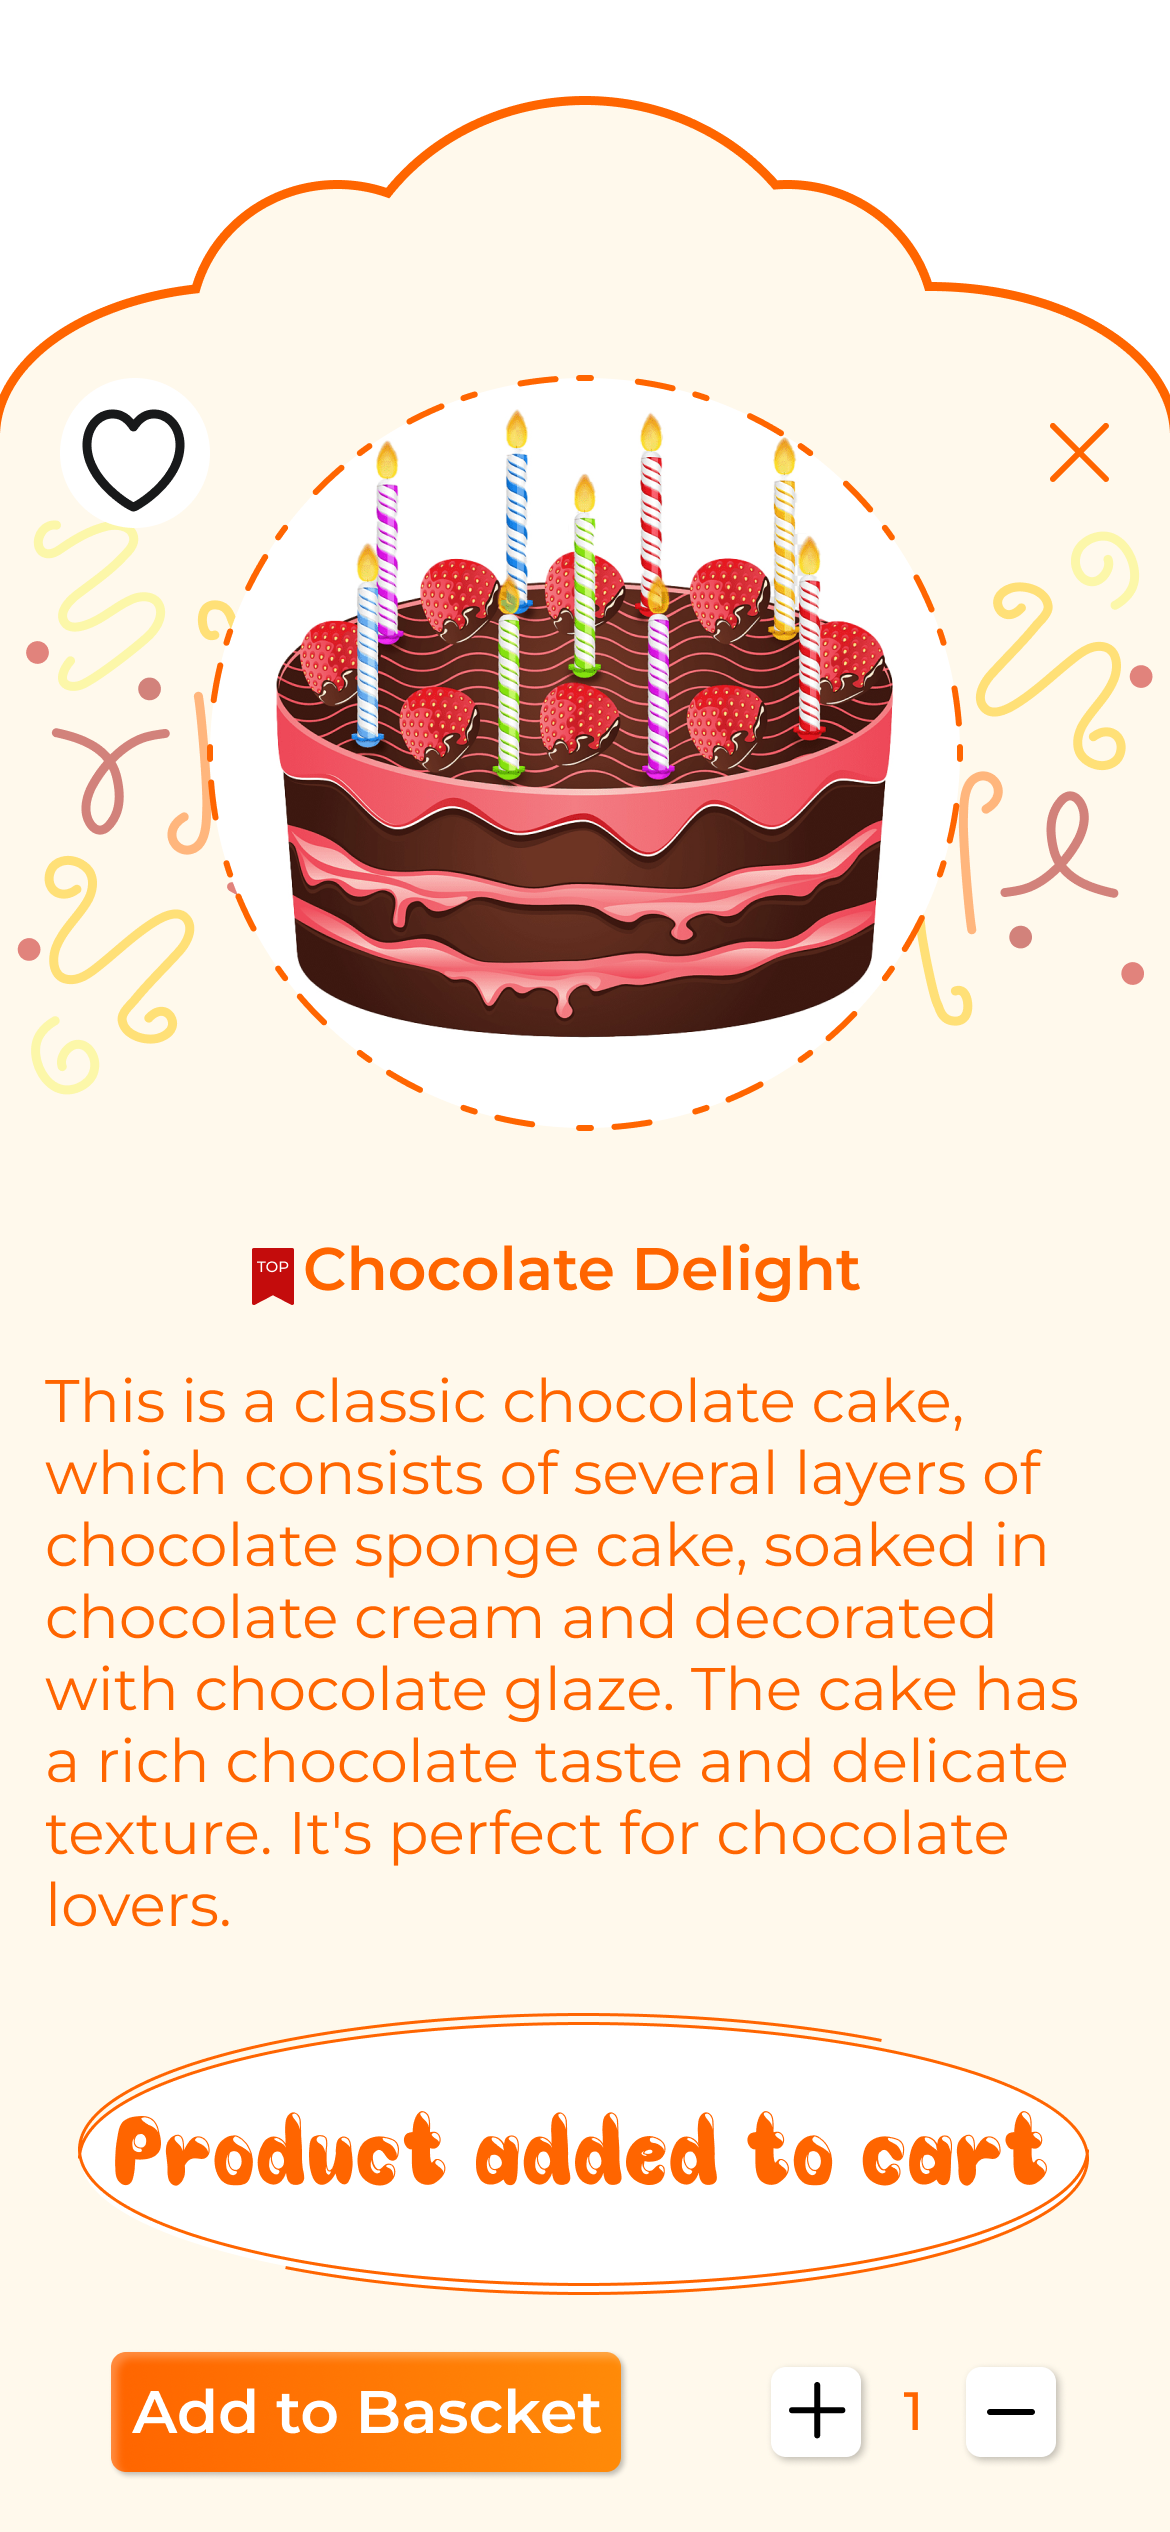 TOP
Chocolate Delight
This is a classic chocolate cake,
which consists of several layers of
chocolate sponge cake, soaked in
chocolate cream and decorated
with chocolate glaze. The cake has
a rich chocolate taste and delicate
texture. It's perfect for chocolate
lovers.
Product added to cart
Add to Bascket
1